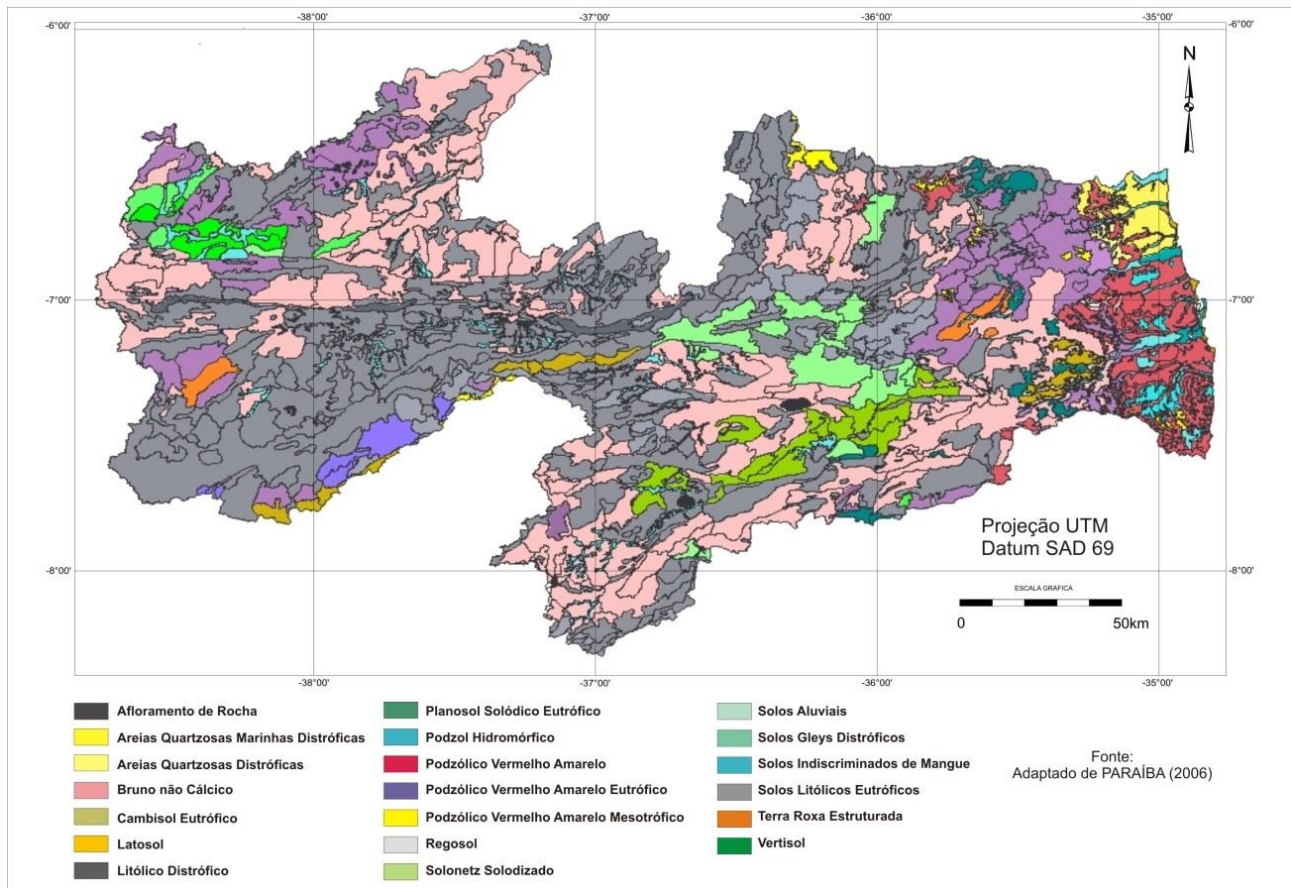 -38°00'
-37°00'
-36°00'
-35°00'
-6°00'
-6°00'
N
-7°00'
-7°00'
Projeção UTM
Datum SAD 69
-8°00'
-8°00'
ESCALA GRAFICA
0 50km
-38°00'
-37°00'
-36°00'
-35°00'
Afloramento de Rocha
Areias Quartzosas Marinhas Distróficas
Areias Quartzosas Distróficas
Bruno não Cálcico
Cambisol Eutrófico
Latosol
Litólico Distrófico
Planosol Solódico Eutrófico
Podzol Hidromórfico
Podzólico Vermelho Amarelo
Podzólico Vermelho Amarelo Eutrófico
Podzólico Vermelho Amarelo Mesotrófico
Regosol
Solonetz Solodizado
Solos Aluviais
Solos Gleys Distróficos
Solos Indiscriminados de Mangue
Solos Litólicos Eutróficos
Terra Roxa Estruturada
Vertisol
Fonte:
Adaptado de PARAÍBA (2006)